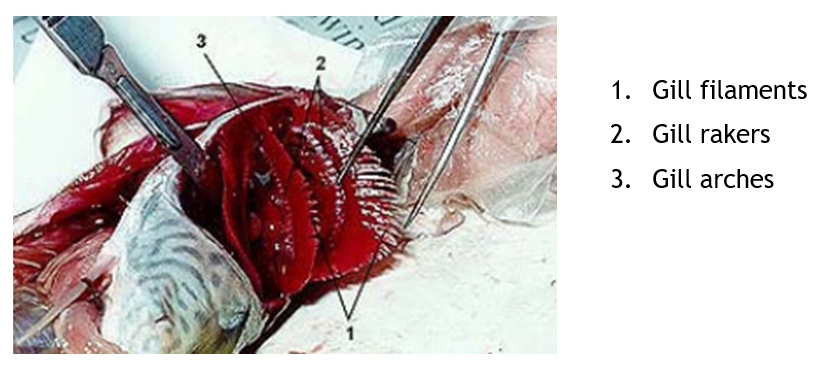 3
2
1
1. Gill filaments
2. Gill rakers
3. Gill arches